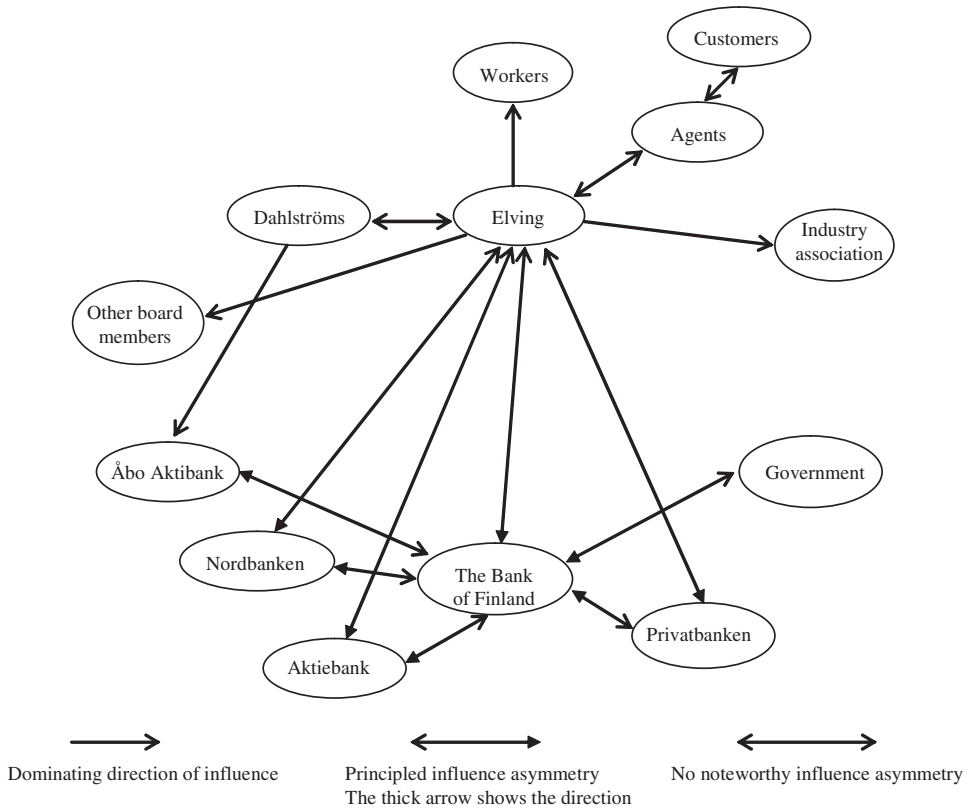 Customers
Workers
Agents
Dahlströms
Elving
Industry
association
Other board
members
Åbo Aktibank
Government
Nordbanken
The Bank
of Finland
Privatbanken
Aktiebank
Dominating direction of influence
Principled influence asymmetry
The thick arrow shows the direction
No noteworthy influence asymmetry